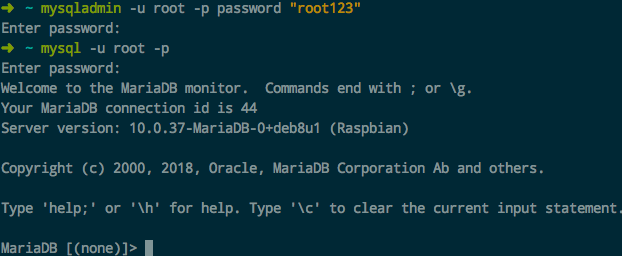 ➜ ~ mysqladmin -u root -p password "root123"
Enter password:
➜ ~ mysql -u root -p
Enter password:
Welcome to the MariaDB monitor.  Commands end with ; or \g.
Your MariaDB connection id is 44
Server version: 10.0.37-MariaDB-0+deb8u1 (Raspbian)
Copyright (c) 2000, 2018, Oracle, MariaDB Corporation Ab and others.
Type 'help;' or '\h' for help. Type '\c' to clear the current input statement.
MariaDB [(none)]>